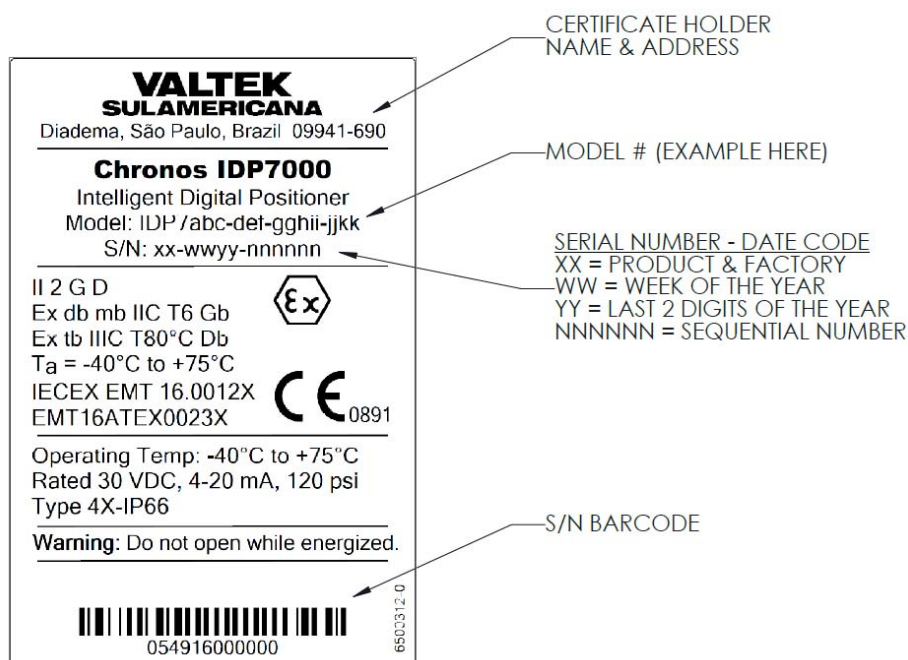 CERTIFICATE HOLDER
NAME & ADDRESS
VALTEK
SULAMERICANA
Diadema, São Paulo, Brazil 09941-690
Chronos IDP7000
MODEL # (EXAMPLE HERE)
Intelligent Digital Positioner
Model: IDP7abc-def-gghii-jjkk
S/N: xx-wwyy-nnnnnn
SERIAL NUMBER - DATE CODE
XX = PRODUCT & FACTORY
WW = WEEK OF THE YEAR
YY = LAST 2 DIGITS OF THE YEAR
NNNNNN = SEQUENTIAL NUMBER
II 2 G D
Ex db mb IIC T6 Gb
Ex tb IIIC T80°C Db
Ta = -40°C to +75°C
IECEX EMT 16.0012X
EMT16ATEX0023X
Ex
CE 0891
Operating Temp: -40°C to +75°C
Rated 30 VDC, 4-20 mA, 120 psi
Type 4X-IP66
S/N BARCODE
Warning: Do not open while energized.
054916000000
6500312-0